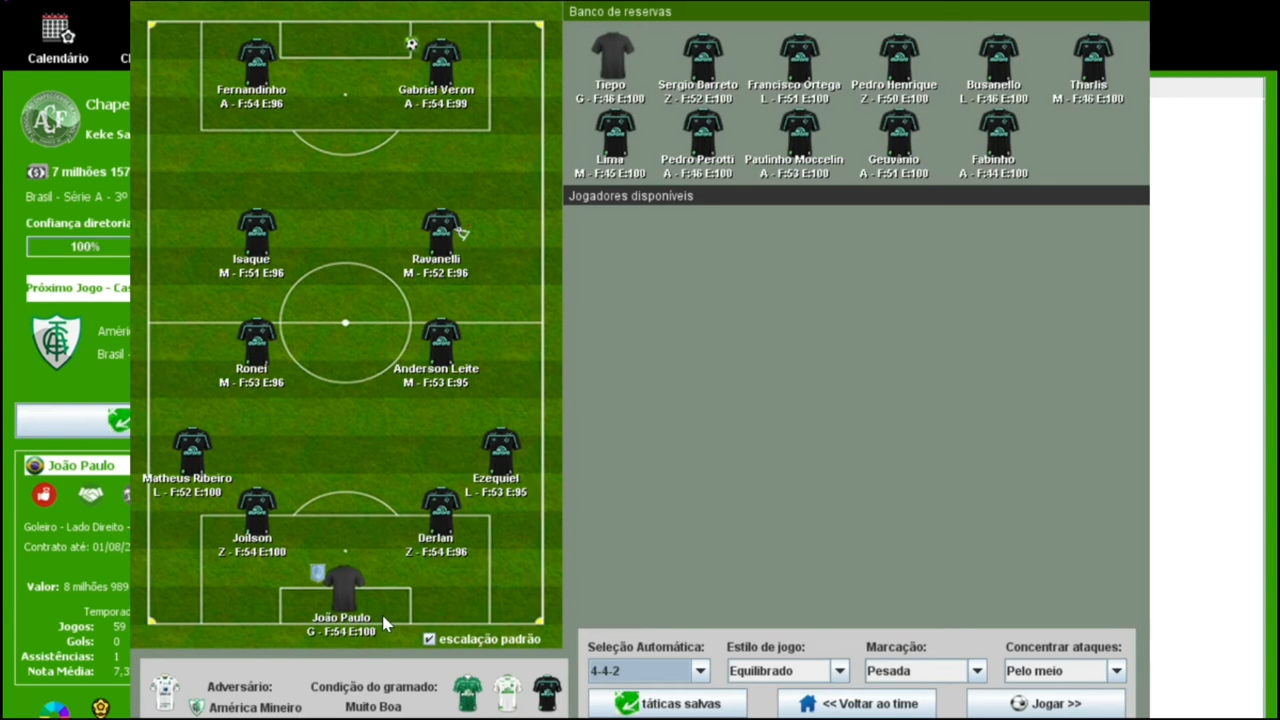 Calendário
Chape
Keke Sa
7 milhões 157
Brasil - Série A - 3º
Confiança diretoria
100%
Próximo Jogo - Cas
Améri
Brasil -
João Paulo
Goleiro - Lado Direito -
Contrato até: 01/08/2
Valor: 8 milhões 989
Temporad
Jogos: 59
Gols: 0
Assistências: 1
Nota Média: 7,3
Fernandinho
A - F:54 E:96
Gabriel Veron
A - F:54 E:99
Isaque
M - F:51 E:96
Ravanelli
M - F:52 E:96
Ronei
M - F:53 E:96
Anderson Leite
M - F:53 E:95
Matheus Ribeiro
L - F:52 E:100
Ezequiel
L - F:53 E:95
Joilson
Z - F:54 E:100
Derlan
Z - F:54 E:96
João Paulo
G - F:54 E:100
escalação padrão
Adversário:
América Mineiro
Condição do gramado:
Muito Boa
Banco de reservas
Tiepo
G - F:46 E:100
Sergio Barreto
Z - F:52 E:100
Francisco Ortega
L - F:51 E:100
Pedro Henrique
Z - F:50 E:100
Busanello
L - F:46 E:100
Tharlis
M - F:46 E:100
Lima
M - F:45 E:100
Pedro Perotti
A - F:46 E:100
Paulinho Moccelin
A - F:53 E:100
Geuvânio
A - F:51 E:100
Fabinho
A - F:44 E:100
Jogadores disponíveis
Seleção Automática:
4-4-2
Estilo de jogo:
Equilibrado
Marcação:
Pesada
Concentrar ataques:
Pelo meio
táticas salvas
<< Voltar ao time
Jogar >>